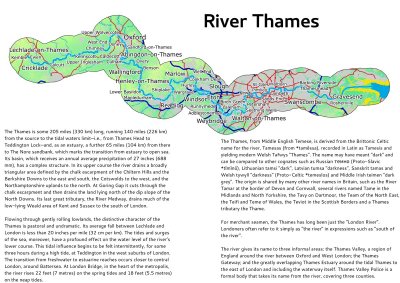 River Thames
Lechlade-on-Thames
Cricklade
Oxford
Abingdon-on-Thames
Wallingford
Henley-on-Thames
Marlow
Slough
Windsor
Weybridge
Walton-on-Thames
Swanscombe
Gravesend
The Thames is some 205 miles (330 km) long, running 140 miles (226 km)
from the source to the tidal waters limit—i.e. from Thames Head to
Teddington Lock—and, as an estuary, a further 65 miles (104 km) from there
to The Nore sandbank, which marks the transition from estuary to open sea.
Its basin, which receives an annual average precipitation of 27 inches (688
mm), has a complex structure. In its upper course the river drains a broadly
triangular area defined by the chalk escarpment of the Chiltern Hills and the
Berkshire Downs to the east and south, the Cotswolds to the west, and the
Northamptonshire uplands to the north. At Goring Gap it cuts through the
chalk escarpment and then drains the land lying north of the dip slope of the
North Downs. Its last great tributary, the River Medway, drains much of the
low-lying Weald area of Kent and Sussex to the south of London.
Flowing through gently rolling lowlands, the distinctive character of the
Thames is pastoral and undramatic. Its average fall between Lechlade and
London is less than 20 inches per mile (32 cm per km). The tides and surges
of the sea, moreover, have a profound effect on the water level of the river's
lower course. This tidal influence begins to be felt intermittently, for some
three hours during a high tide, at Teddington in the west suburbs of London.
The transition from freshwater to estuarine reaches occurs closer to central
London, around Battersea. At London Bridge, in the heart of the metropolis,
the river rises 22 feet (7 metres) on the spring tides and 18 feet (5.5 metres)
on the neap tides.
The Thames, from Middle English Temese, is derived from the Brittonic Celtic
name for the river, Tamesas (from *tamēssa), recorded in Latin as Tamesis and
yielding modern Welsh Tafwys "Thames". The name may have meant "dark" and
can be compared to other cognates such as Russian темно (Proto-Slavic
*tĭmĭnŭ), Lithuanian tamsi "dark", Latvian tumsa "darkness", Sanskrit tamas and
Welsh tywyll "darkness" (Proto-Celtic *temeslos) and Middle Irish teimen "dark
grey". The origin is shared by many other river names in Britain, such as the River
Tamar at the border of Devon and Cornwall, several rivers named Tame in the
Midlands and North Yorkshire, the Tavy on Dartmoor, the Team of the North East,
the Teifi and Teme of Wales, the Teviot in the Scottish Borders and a Thames
tributary the Thame.
For merchant seamen, the Thames has long been just the "London River".
Londoners often refer to it simply as "the river" in expressions such as "south of
the river".
The river gives its name to three informal areas: the Thames Valley, a region of
England around the river between Oxford and West London; the Thames
Gateway; and the greatly overlapping Thames Estuary around the tidal Thames to
the east of London and including the waterway itself. Thames Valley Police is a
formal body that takes its name from the river, covering three counties.